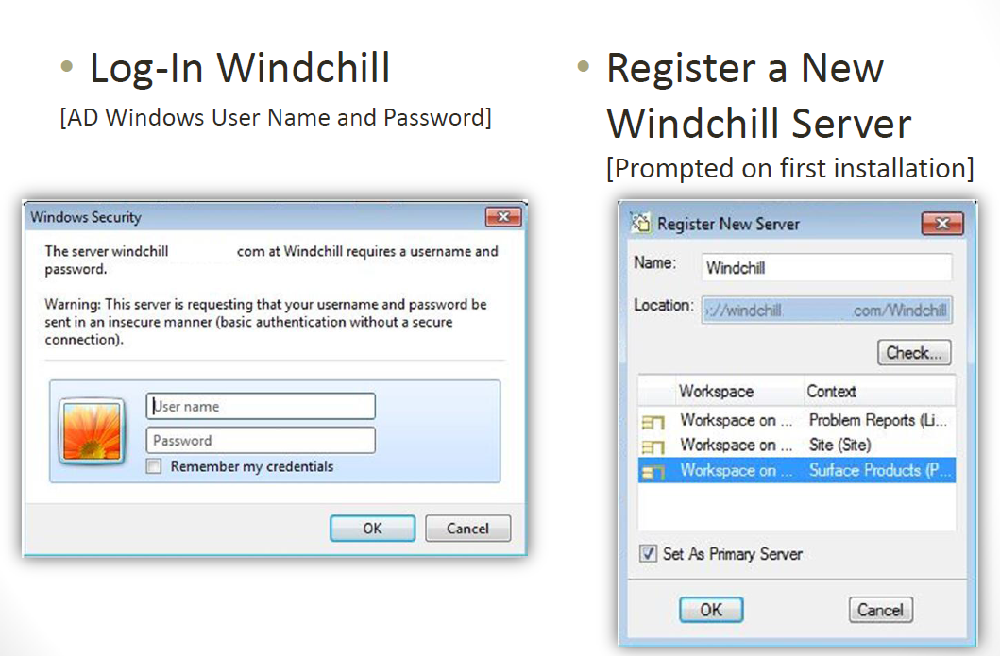 • Log-In Windchill
[AD Windows User Name and Password]
Windows Security
The server windchill com at Windchill requires a username and
password.
Warning: This server is requesting that your username and password be
sent in an insecure manner (basic authentication without a secure
connection).
User name
Password
Remember my credentials
OK Cancel
• Register a New
Windchill Server
[Prompted on first installation]
Register New Server
Name: Windchill
Location: ://windchill .com/Windchill
Check...
Workspace Context
Workspace on ... Problem Reports (Li...
Workspace on ... Site (Site)
Workspace on ... Surface Products (P...
Set As Primary Server
OK Cancel